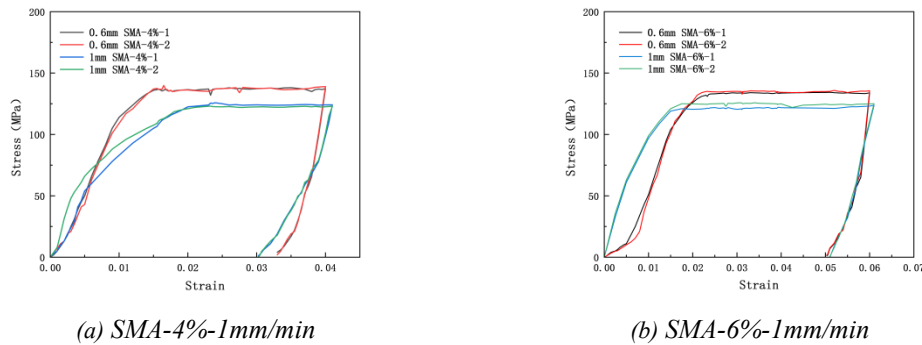 200
150
100
50
0
Stress (MPa)
0.6mm SMA-4%-1
0.6mm SMA-4%-2
1mm SMA-4%-1
1mm SMA-4%-2
0.00 0.01 0.02 0.03 0.04
Strain
(a) SMA-4%-1mm/min
200
150
100
50
0
Stress (MPa)
0.6mm SMA-6%-1
0.6mm SMA-6%-2
1mm SMA-6%-1
1mm SMA-6%-2
0.00 0.01 0.02 0.03 0.04 0.05 0.06 0.07
Strain
(b) SMA-6%-1mm/min